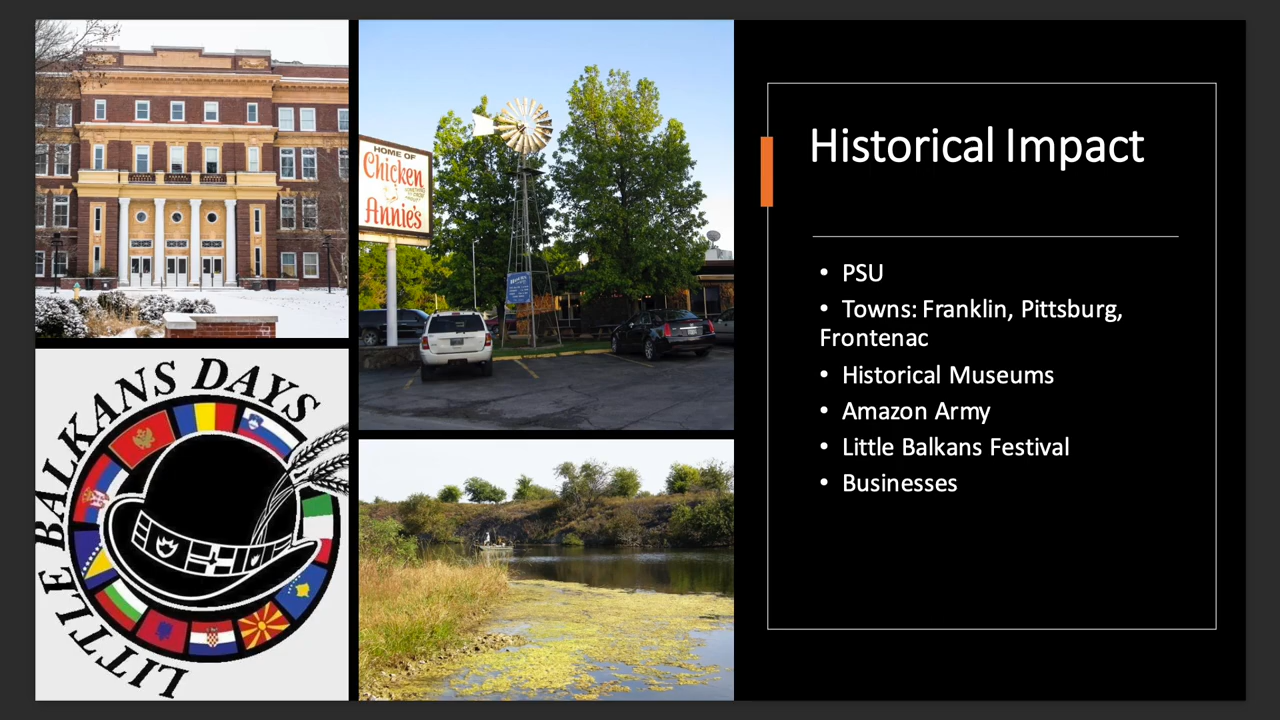 HOME OF
Chicken
Annie's
LITTLE BALKANS DAYS
Historical Impact
• PSU
• Towns: Franklin, Pittsburg,
Frontenac
• Historical Museums
• Amazon Army
• Little Balkans Festival
• Businesses